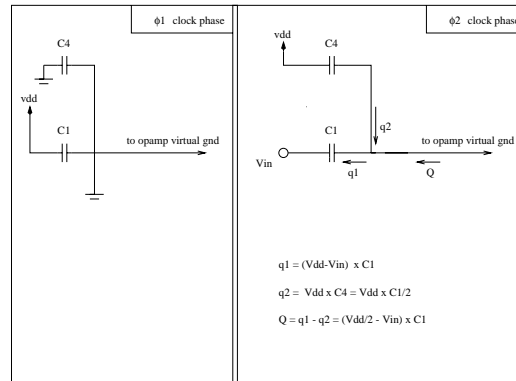 ϕ1 clock phase
C4
vdd
C1
to opamp virtual gnd
ϕ2 clock phase
vdd
C4
q2
C1
to opamp virtual gnd
Vin
q1
Q
q1 = (Vdd-Vin) x C1
q2 = Vdd x C4 = Vdd x C1/2
Q = q1 - q2 = (Vdd/2 - Vin) x C1